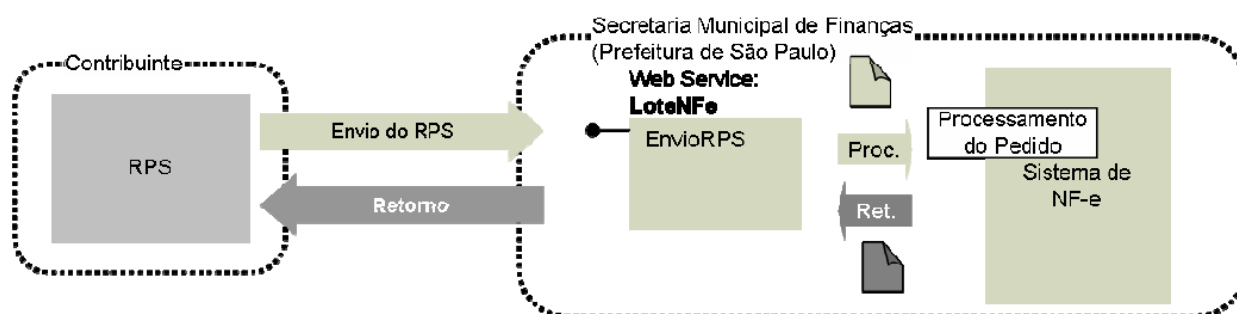 Secretaria Municipal de Finanças
(Prefeitura de São Paulo)
Contribuinte
Web Service:
LoteNFe
Envio do RPS
EnvioRPS
Proc.
Processamento
do Pedido
RPS
Sistema de
NF-e
Retorno
Ret.